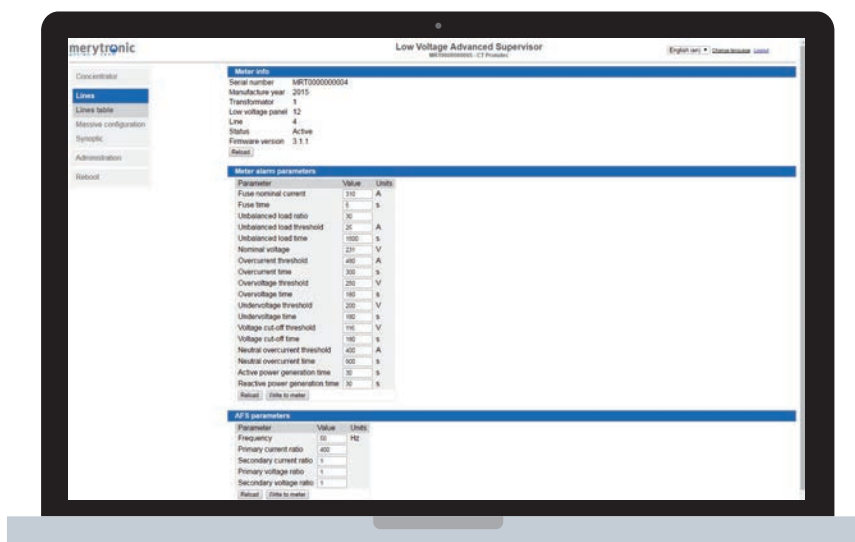 merytronic
Low Voltage Advanced Supervisor
English (en) Change language Logout
Concentrator
Lines
Lines table
Massive configuration
Synoptic
Administration
Reboot
Meter info
Serial number MRT0000000004
Manufacture year 2015
Transformator 1
Low voltage panel 12
Line 4
Status Active
Firmware version 3.1.1
Reload
Meter alarm parameters
Parameter Value Units
Fuse nominal current 310 A
Fuse time 5 s
Unbalanced load ratio 30
Unbalanced load threshold 25 A
Unbalanced load time 1500 s
Nominal voltage 231 V
Overcurrent threshold A
Overcurrent time 300 s
Overvoltage threshold 250 V
Overvoltage time 180 s
Undervoltage threshold 200 V
Undervoltage time 180 s
Voltage cut-off threshold V
Voltage cut-off time 180 s
Neutral overcurrent threshold 400 A
Neutral overcurrent time s
Active power generation time 30 s
Reactive power generation time 30 s
Reload Write to meter
AFS parameters
Parameter Value Units
Frequency 50 Hz
Primary current ratio 400
Secondary current ratio 1
Primary voltage ratio 1
Secondary voltage ratio 1
Reload Write to meter